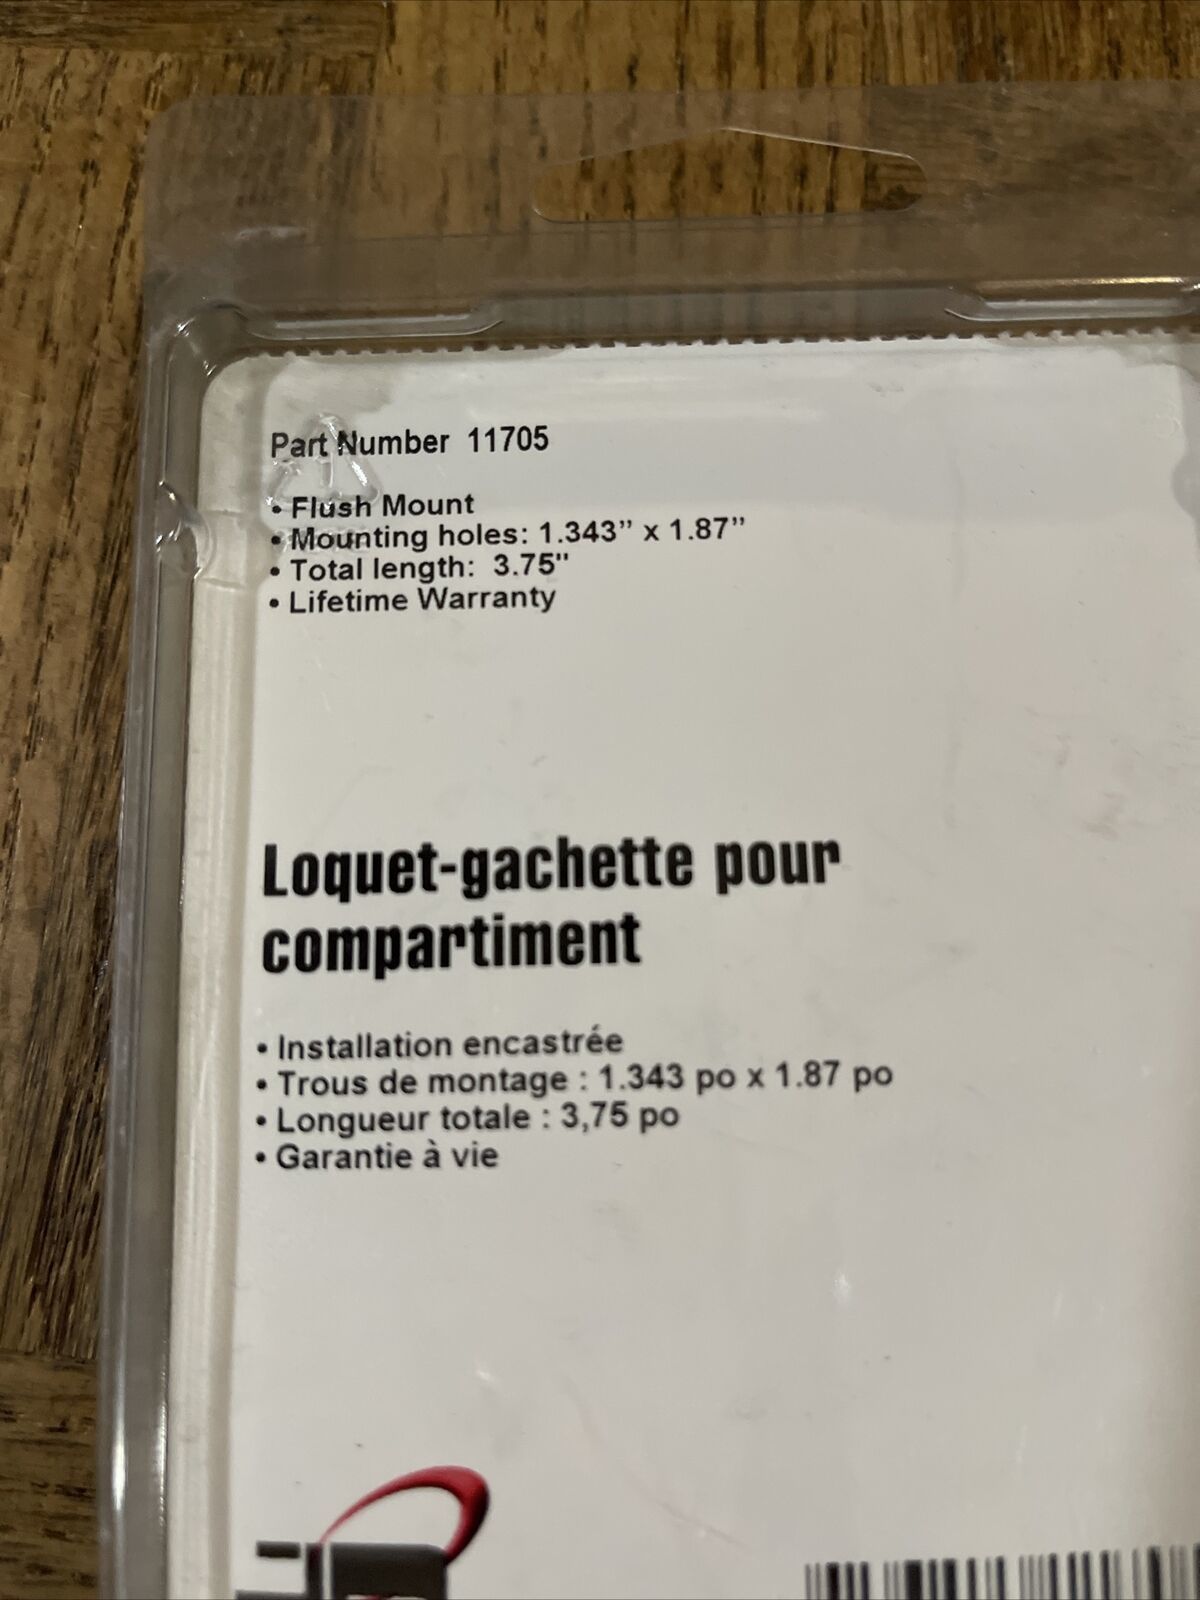 Part Number 11705
• Flush Mount
• Mounting holes: 1.343” x 1.87”
• Total length: 3.75"
• Lifetime Warranty
Loquet-gachette pour
compartiment
• Installation encastrée
• Trous de montage : 1.343 po x 1.87 po
• Longueur totale : 3,75 po
• Garantie à vie